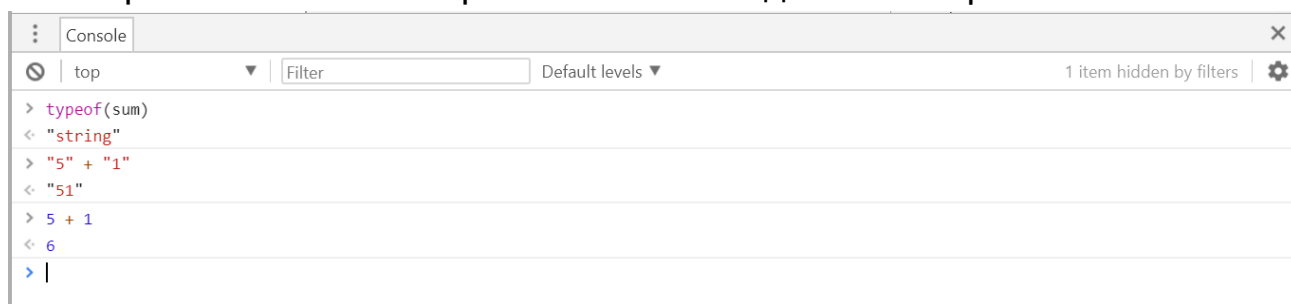 Console
top ▼ Filter Default levels ▼ 1 item hidden by filters
> typeof(sum)
<· "string"
> "5" + "1"
<· "51"
> 5 + 1
<· 6
>